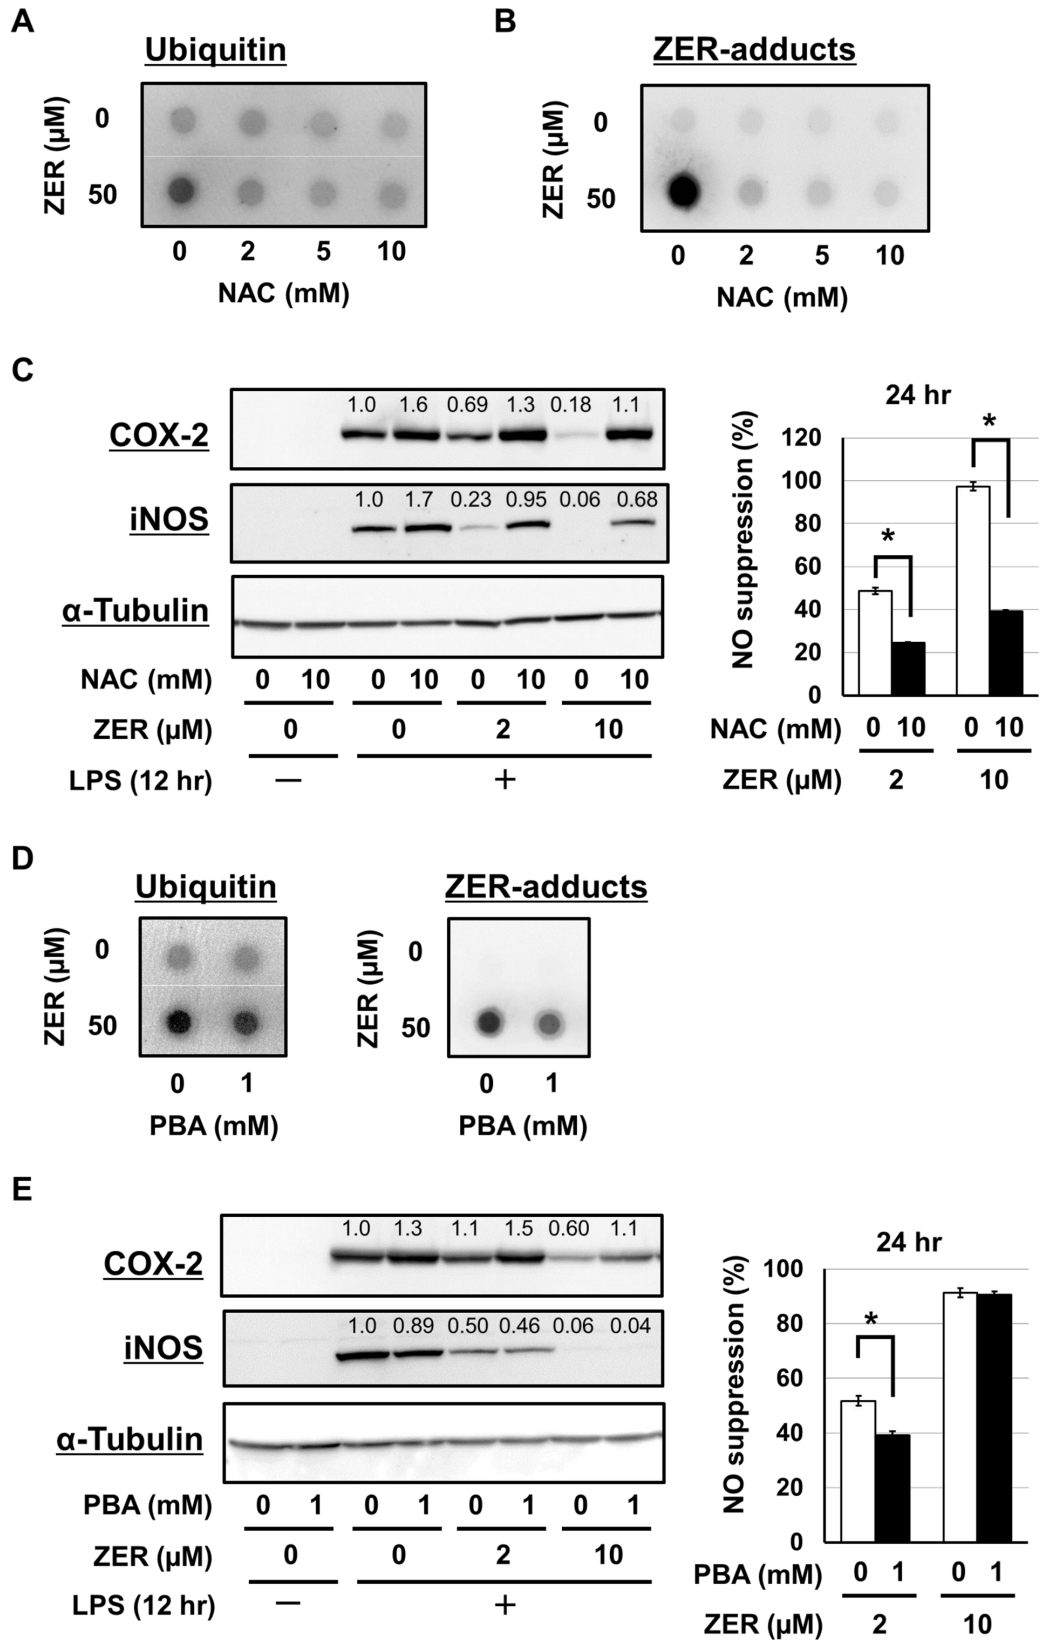 A
B
Ubiquitin
ZER-adducts
ZER (μM)
0
50
0 2 5 10
NAC (mM)
ZER (μM)
0
50
0 2 5 10
NAC (mM)
C
COX-2
1.0 1.6 0.69 1.3 0.18 1.1
iNOS
1.0 1.7 0.23 0.95 0.06 0.68
α-Tubulin
NAC (mM) 0 10 0 10 0 10 0 10
ZER (μM) 0 0 2 10
LPS (12 hr) — +
24 hr
NO suppression (%)
120
100
80
60
40
20
0
*
*
NAC (mM) 0 10 0 10
ZER (μM) 2 10
D
Ubiquitin
ZER-adducts
ZER (μM)
0
50
0 1
PBA (mM)
ZER (μM)
0
50
0 1
PBA (mM)
E
COX-2
1.0 1.3 1.1 1.5 0.60 1.1
iNOS
1.0 0.89 0.50 0.46 0.06 0.04
α-Tubulin
PBA (mM) 0 1 0 1 0 1 0 1
ZER (μM) 0 0 2 10
LPS (12 hr) — +
24 hr
NO suppression (%)
100
80
60
40
20
0
*
PBA (mM) 0 1 0 1
ZER (μM) 2 10